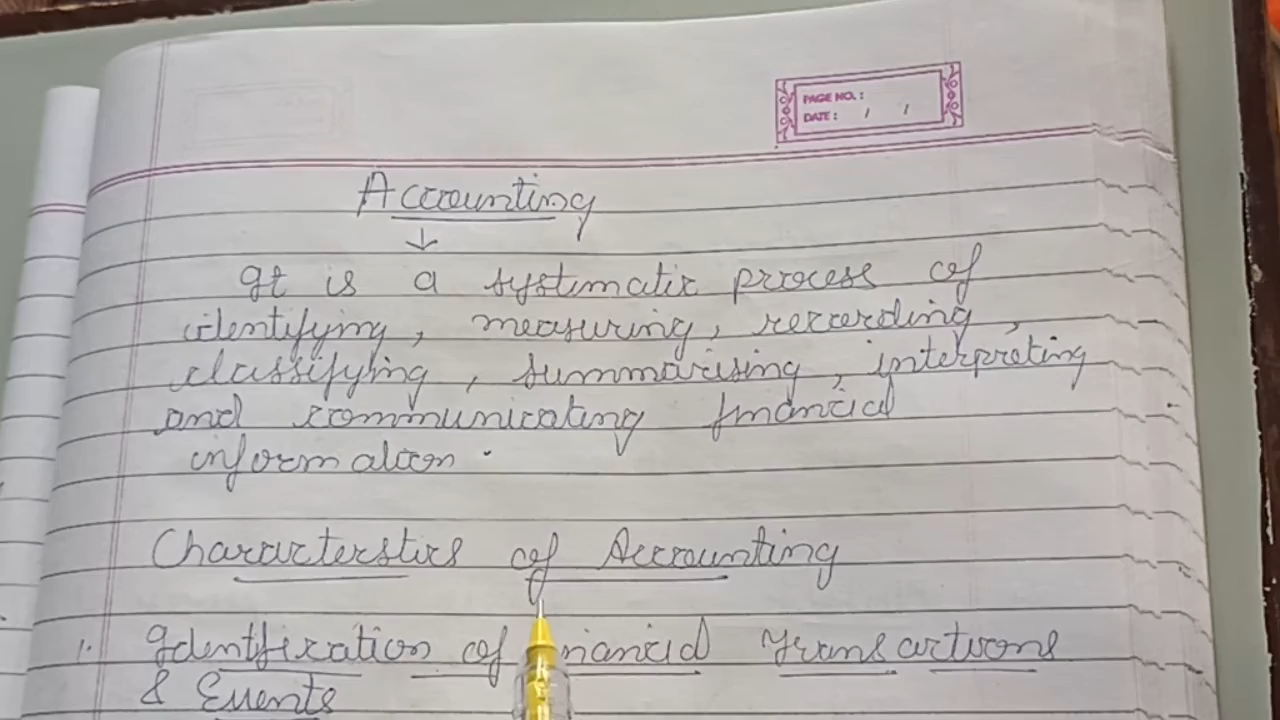 PAGE NO. :
DATE : / /
Accounting
↓
It is a systematic process of
identifying, measuring, recording,
classifying, summarising, interpreting
and communicating financial
information.
Characterstics of Accounting
1. Identification of Financial Transactions
& Events